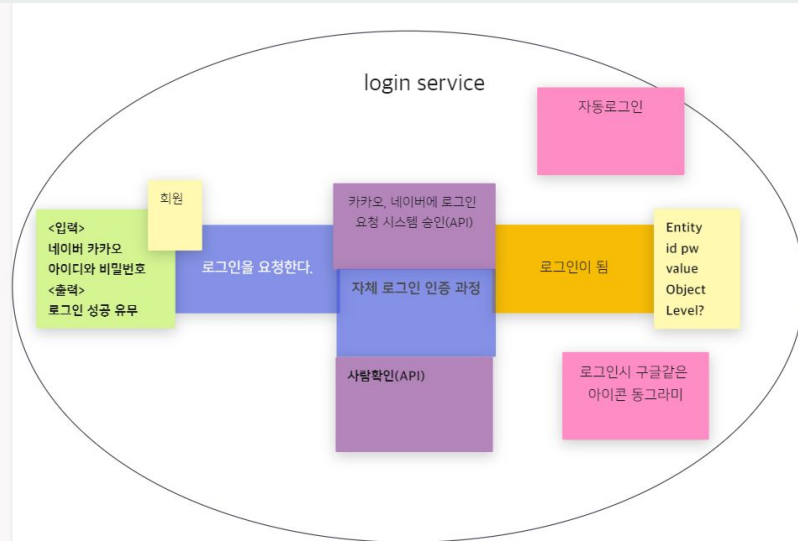 login service
자동로그인
회원
<입력>
네이버 카카오
아이디와 비밀번호
<출력>
로그인 성공 유무
로그인을 요청한다.
카카오, 네이버에 로그인
요청 시스템 승인(API)
자체 로그인 인증 과정
사람확인(API)
로그인이 됨
Entity
id pw
value
Object
Level?
로그인시 구글같은
아이콘 동그라미